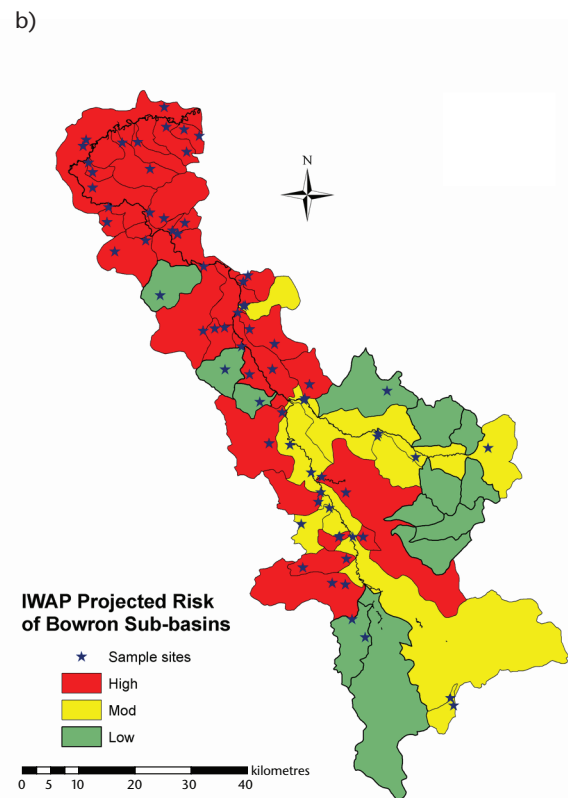 b)
N
IWAP Projected Risk
of Bowron Sub-basins
Sample sites
High
Mod
Low
kilometres
0 5 10 20 30 40